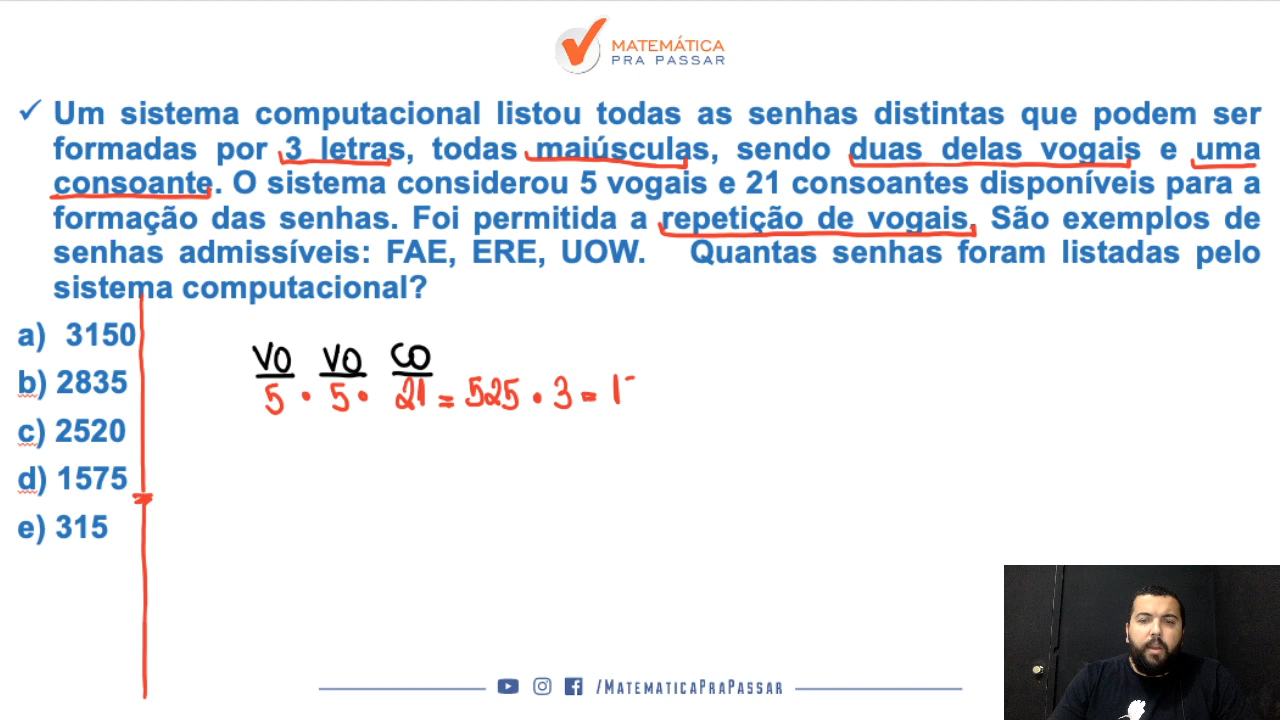 MATEMÁTICA
PRA PASSAR
✓ Um sistema computacional listou todas as senhas distintas que podem ser
formadas por 3 letras, todas maiúsculas, sendo duas delas vogais e uma
consoante. O sistema considerou 5 vogais e 21 consoantes disponíveis para a
formação das senhas. Foi permitida a repetição de vogais. São exemplos de
senhas admissíveis: FAE, ERE, UOW. Quantas senhas foram listadas pelo
sistema computacional?
a) 3150
b) 2835
c) 2520
d) 1575
e) 315
VO VO CO
5 . 5 . 21 = 525 . 3 = 1
/MATEMATICAPRAPASSAR